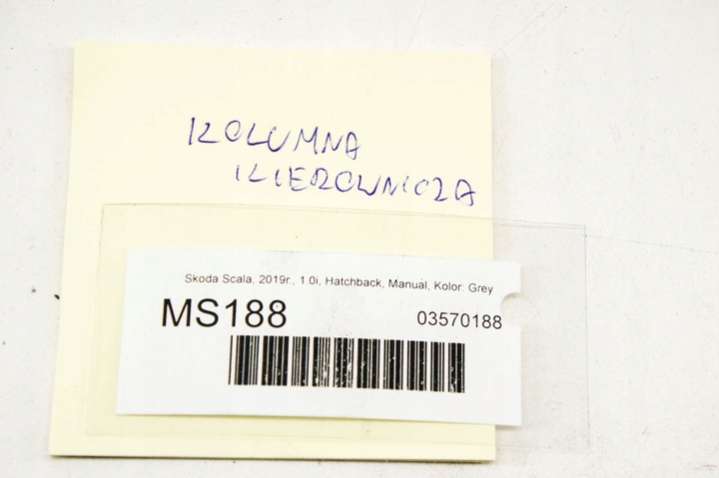 KOLUMNA
KIEROWNICZA
Skoda Scala, 2019r., 1.0i, Hatchback, Manual, Kolor: Grey
MS188
03570188